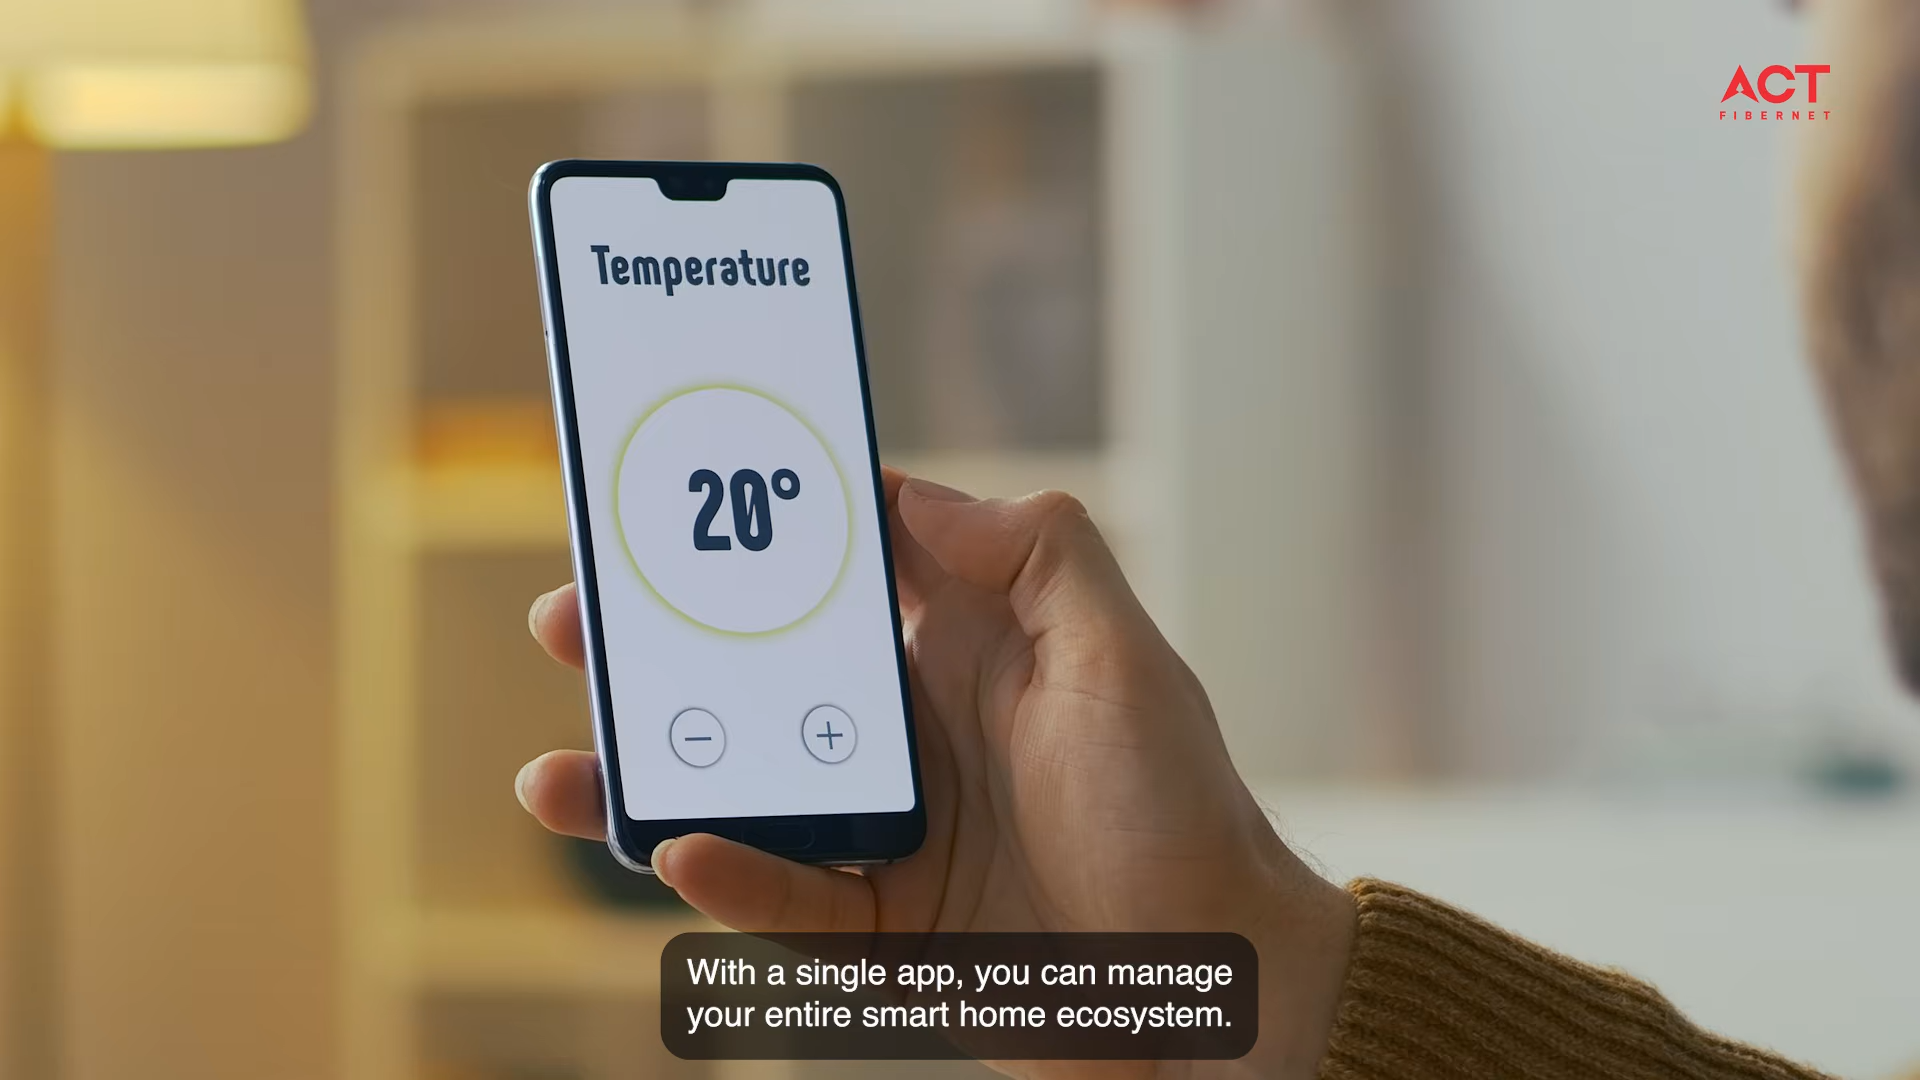 ACT
FIBERNET
Temperature
20°
With a single app, you can manage
your entire smart home ecosystem.